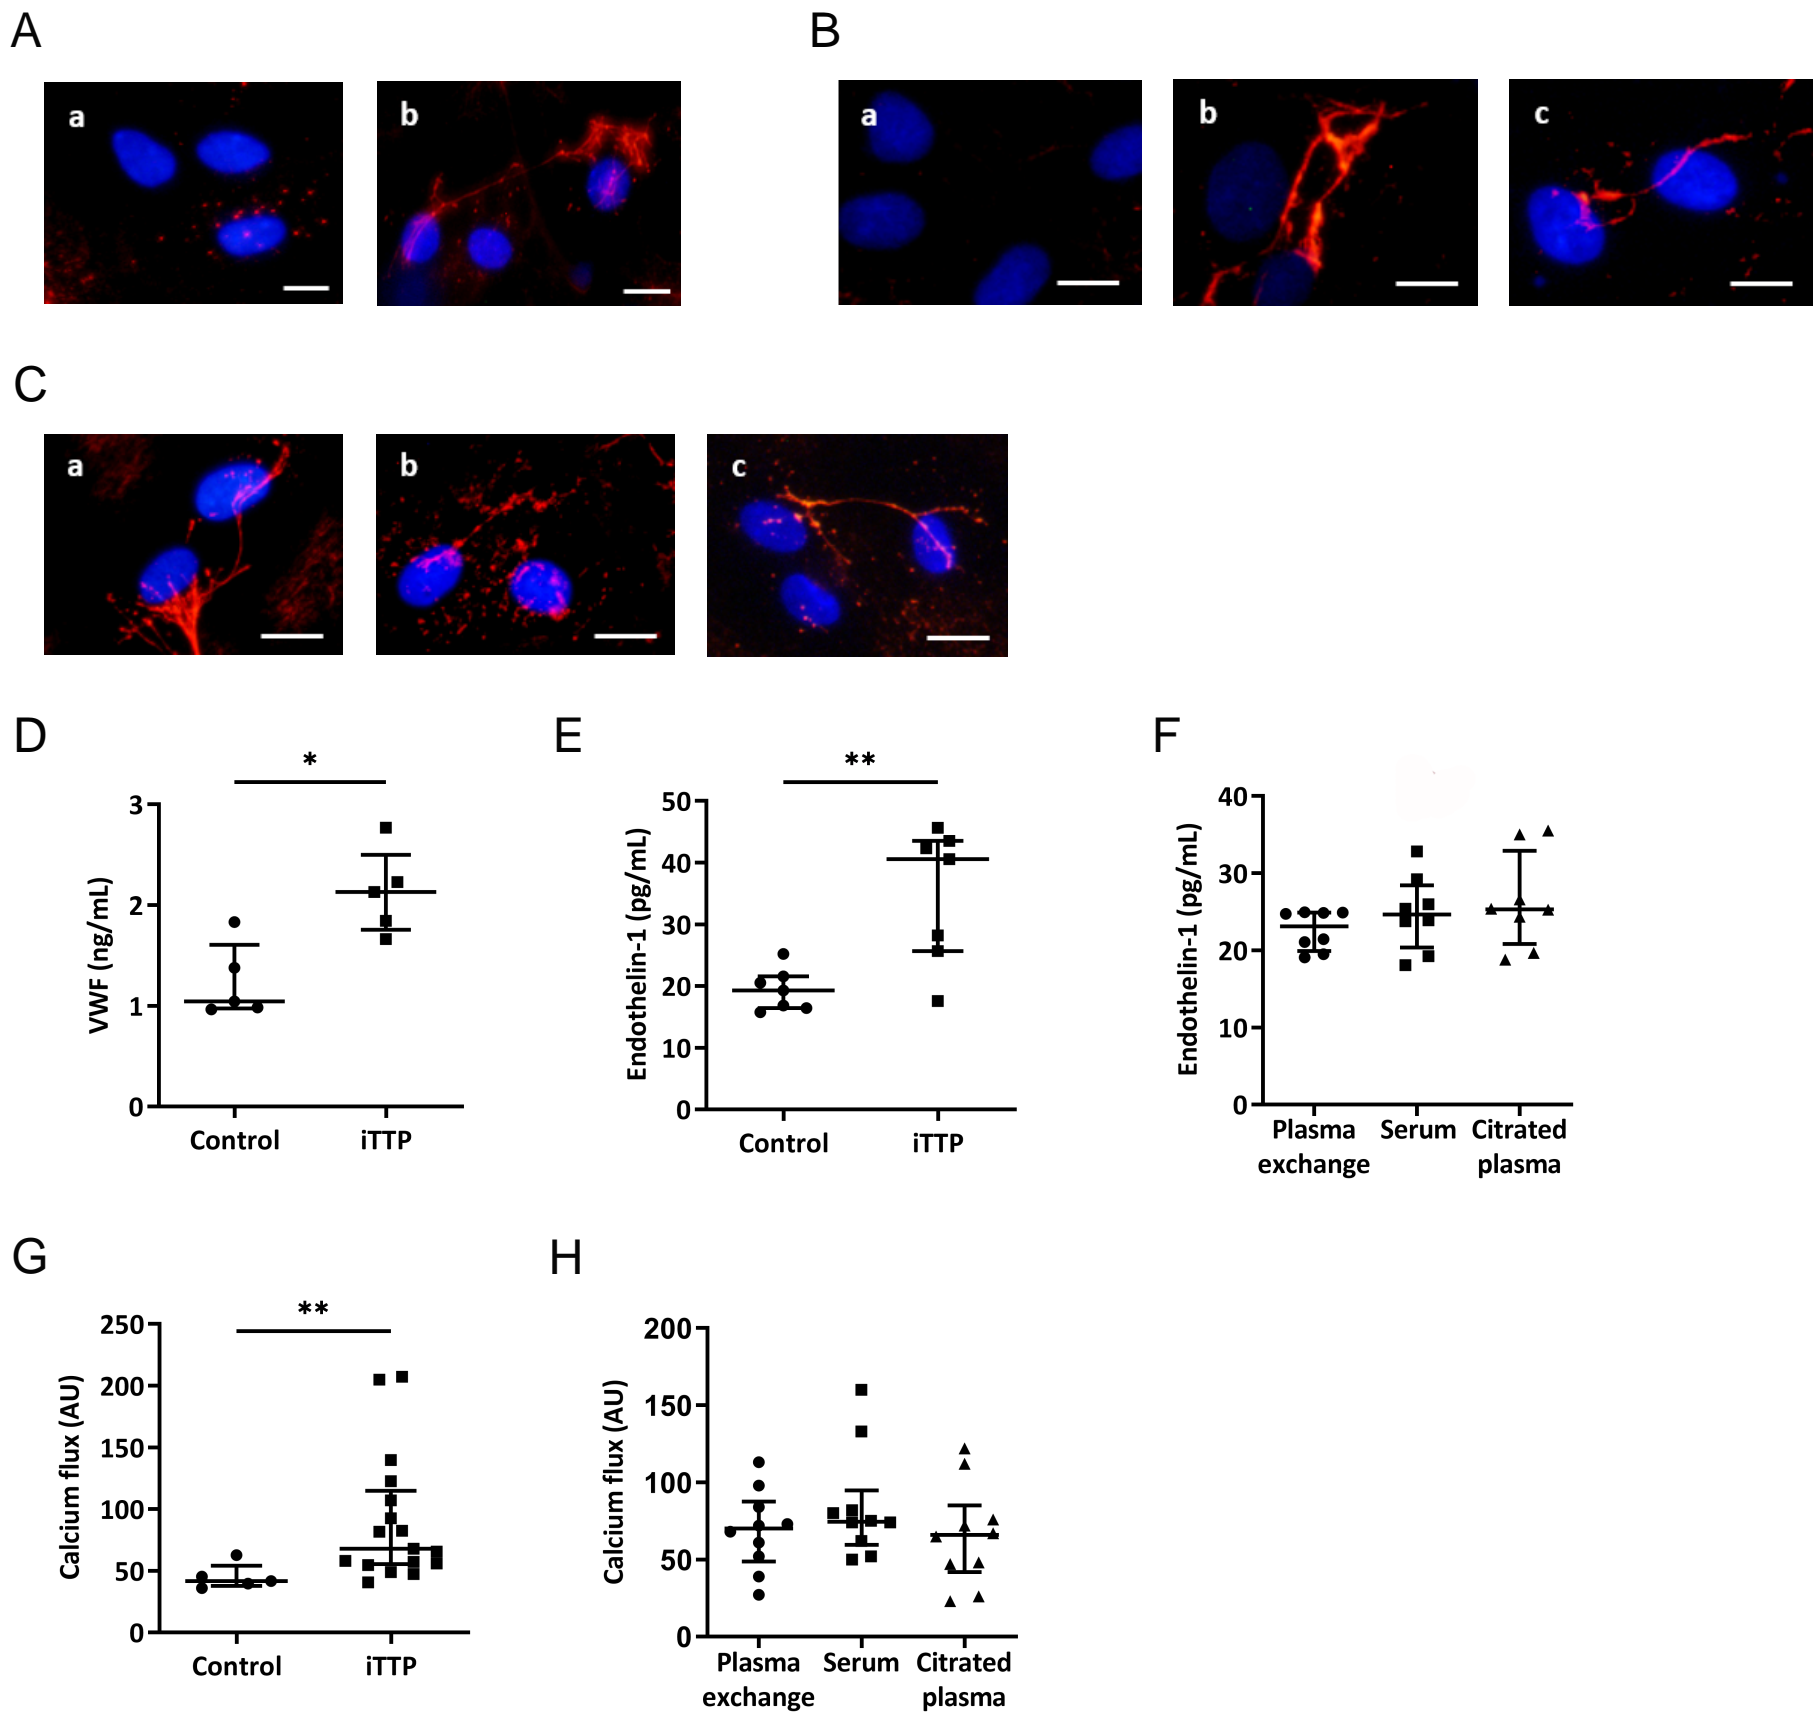 A
B
a
b
a
b
c
C
a
b
c
D
E
F
*
**
VWF (ng/mL)
3
2
1
0
Control
iTTP
Endothelin-1 (pg/mL)
50
40
30
20
10
0
Control
iTTP
Endothelin-1 (pg/mL)
40
30
20
10
0
Plasma
exchange
Serum
Citrated
plasma
G
H
**
Calcium flux (AU)
250
200
150
100
50
0
Control
iTTP
Calcium flux (AU)
200
150
100
50
0
Plasma
exchange
Serum
Citrated
plasma